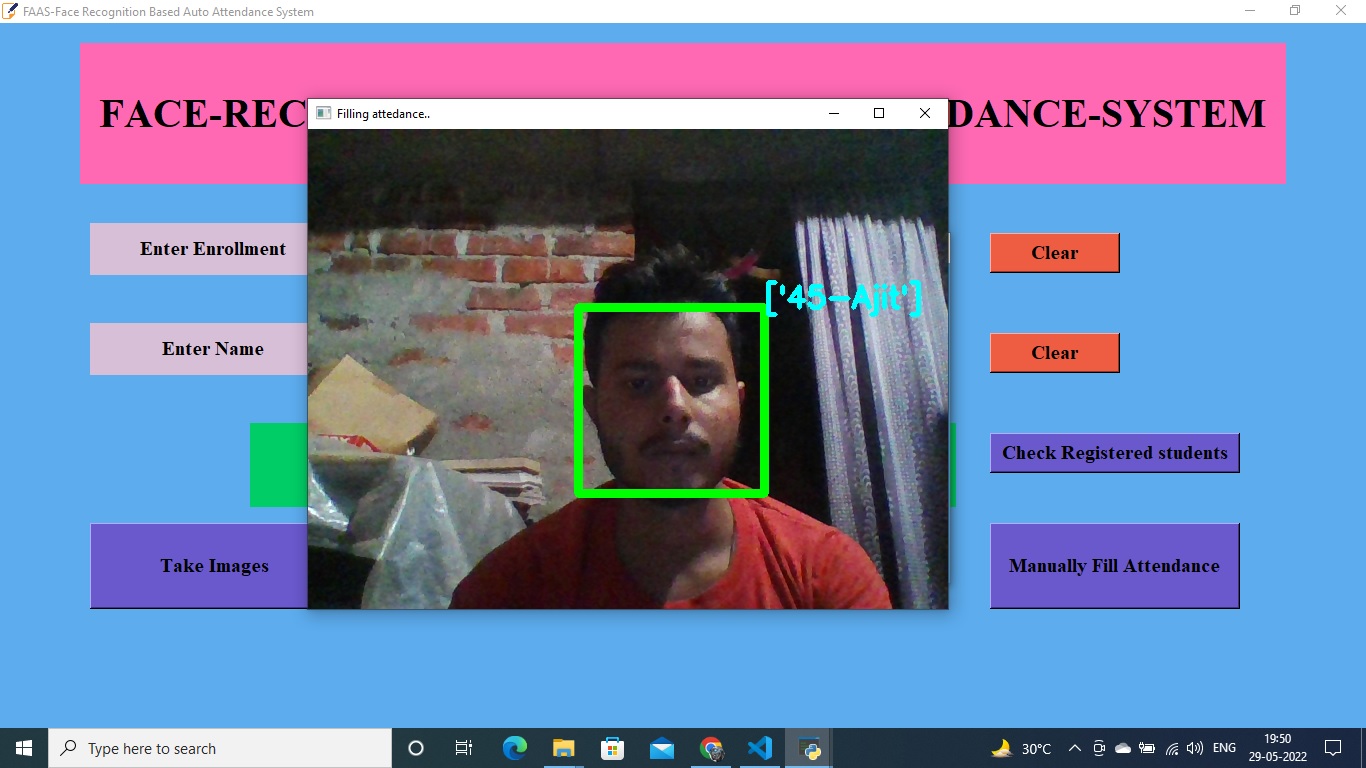 FAAS-Face Recognition Based Auto Attendance System
FACE-REC
DANCE-SYSTEM
Filling attedance..
Enter Enrollment
Clear
['45-Ajit']
Enter Name
Clear
Check Registered students
Take Images
Manually Fill Attendance
Type here to search
30°C
ENG
19:50
29-05-2022